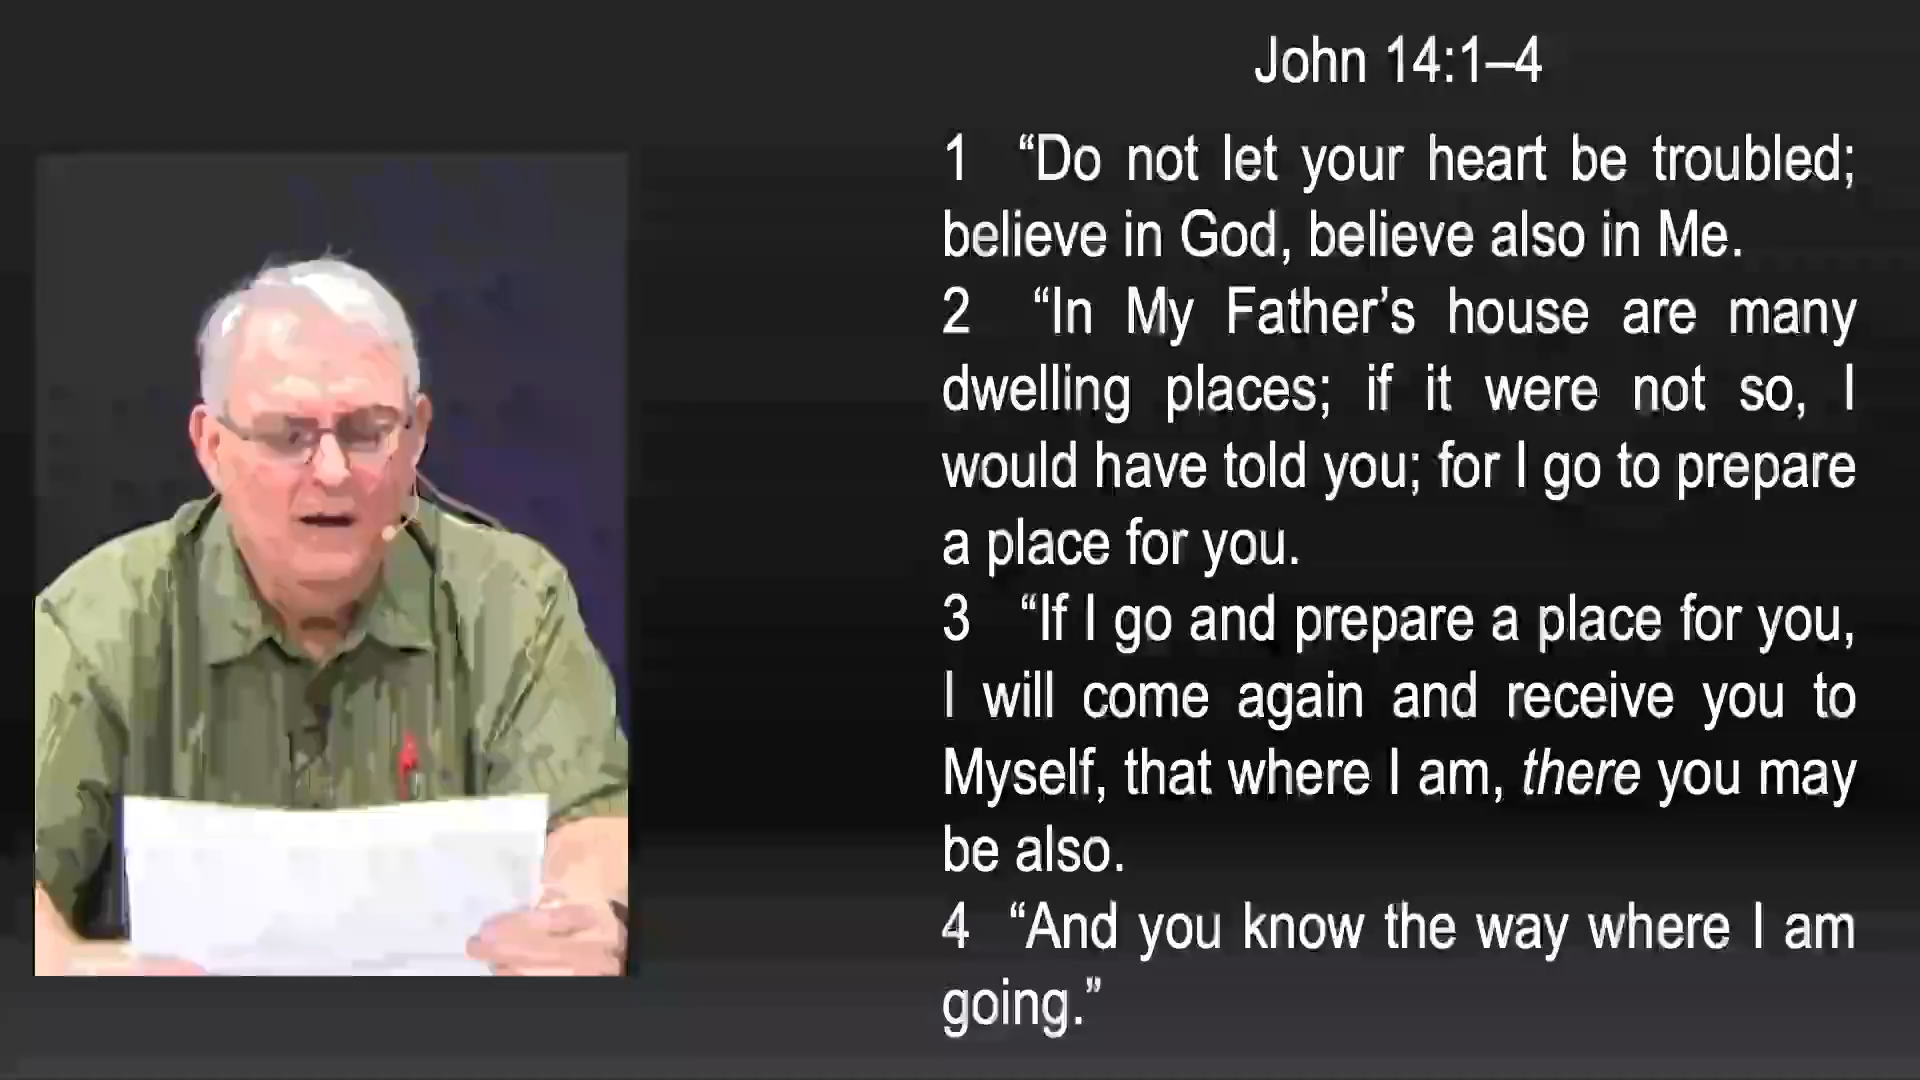 John 14:1–4
1 “Do not let your heart be troubled;
believe in God, believe also in Me.
2 “In My Father’s house are many
dwelling places; if it were not so, I
would have told you; for I go to prepare
a place for you.
3 “If I go and prepare a place for you,
I will come again and receive you to
Myself, that where I am, there you may
be also.
4 “And you know the way where I am
going.”